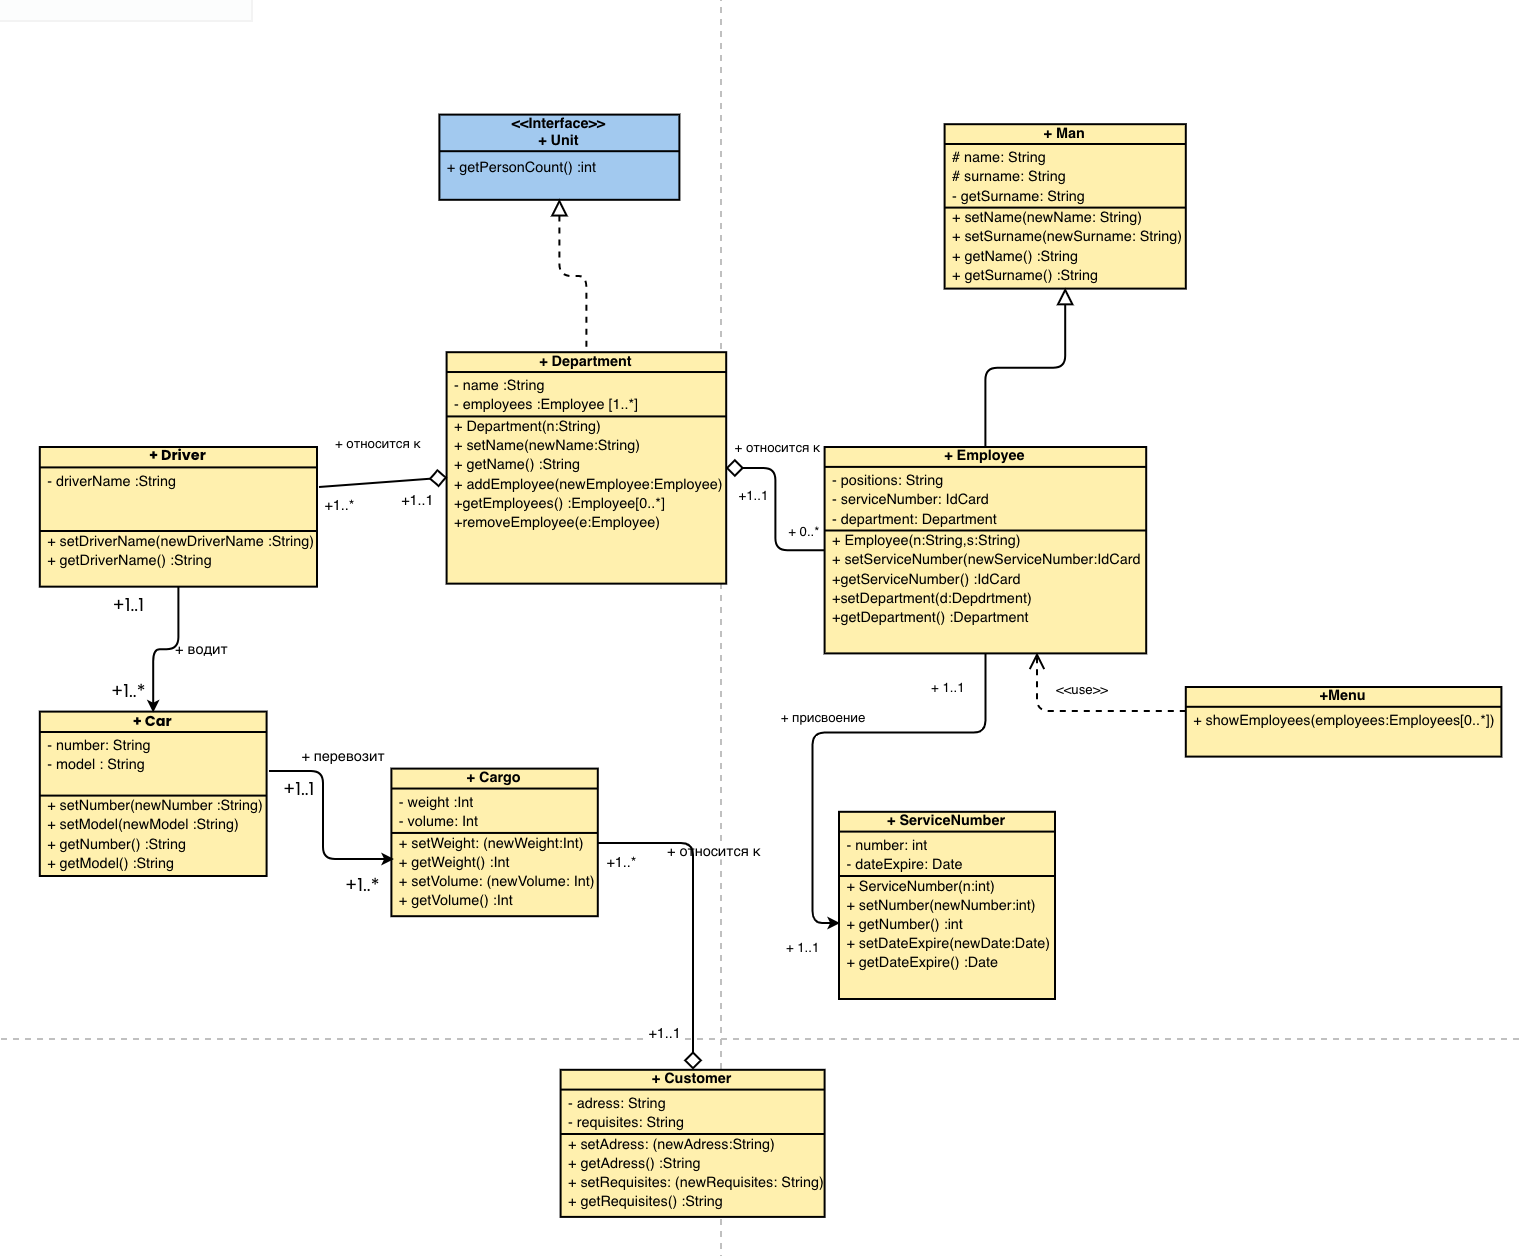 <<Interface>>
+ Unit
+ getPersonCount() :int
+ Man
# name: String
# surname: String
- getSurname: String
+ setName(newName: String)
+ setSurname(newSurname: String)
+ getName() :String
+ getSurname() :String
+ Department
- name :String
- employees :Employee [1..*]
+ Department(n:String)
+ setName(newName:String)
+ getName() :String
+ addEmployee(newEmployee:Employee)
+getEmployees() :Employee[0..*]
+removeEmployee(e:Employee)
+ относится к
+1..*
+1..1
+ Driver
- driverName :String
+ setDriverName(newDriverName :String)
+ getDriverName() :String
+ относится к
+1..1
+ 0..*
+ Employee
- positions: String
- serviceNumber: IdCard
- department: Department
+ Employee(n:String,s:String)
+ setServiceNumber(newServiceNumber:IdCard
+getServiceNumber() :IdCard
+setDepartment(d:Depdrtment)
+getDepartment() :Department
+1..1
+ водит
+1..*
+ Car
- number: String
- model : String
+ setNumber(newNumber :String)
+ setModel(newModel :String)
+ getNumber() :String
+ getModel() :String
+ перевозит
+1..1
+1..*
+ Cargo
- weight :Int
- volume: Int
+ setWeight: (newWeight:Int)
+ getWeight() :Int
+ setVolume: (newVolume: Int)
+ getVolume() :Int
+ 1..1
+ присвоение
+ 1..1
<<use>>
+Menu
+ showEmployees(employees:Employees[0..*])
+ ServiceNumber
- number: int
- dateExpire: Date
+ ServiceNumber(n:int)
+ setNumber(newNumber:int)
+ getNumber() :int
+ setDateExpire(newDate:Date)
+ getDateExpire() :Date
+ относится к
+1..*
+1..1
+ Customer
- adress: String
- requisites: String
+ setAdress: (newAdress:String)
+ getAdress() :String
+ setRequisites: (newRequisites: String)
+ getRequisites() :String